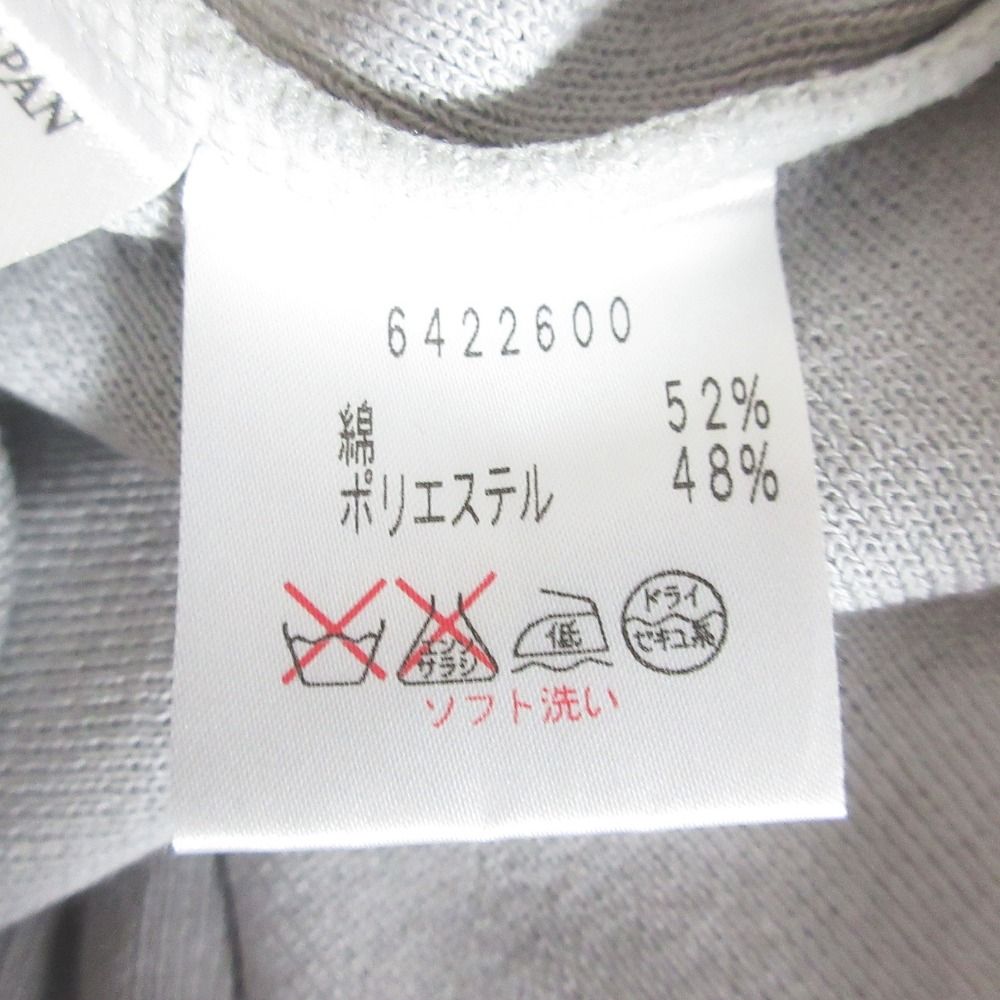 PAN
6422600
綿 52%
ポリエステル 48%
エンソ
サラシ
低
ドライ
セキユ系
ソフト洗い